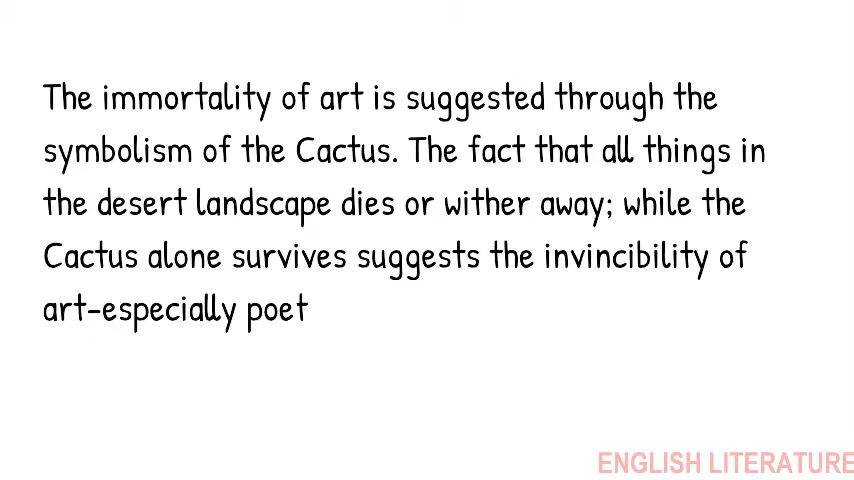 The immortality of art is suggested through the
symbolism of the Cactus. The fact that all things in
the desert landscape dies or wither away; while the
Cactus alone survives suggests the invincibility of
art-especially poet
ENGLISH LITERATURE